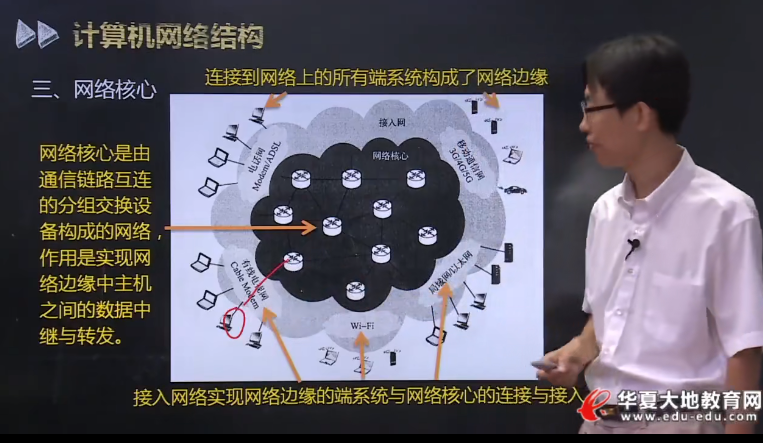 计算机网络结构
连接到网络上的所有端系统构成了网络边缘
三、网络核心
网络核心是由
通信链路互连
的分组交换设
备构成的网络，
作用是实现网
络边缘中主机
之间的数据中
继与转发。
接入网
网络核心
电话网
Modem/ADSL
移动通信网
3G/4G/5G
有线电视网
Cable Modem
局域网/以太网
Wi-Fi
接入网络实现网络边缘的端系统与网络核心的连接与接入
华夏大地教育网
www.edu-edu.com